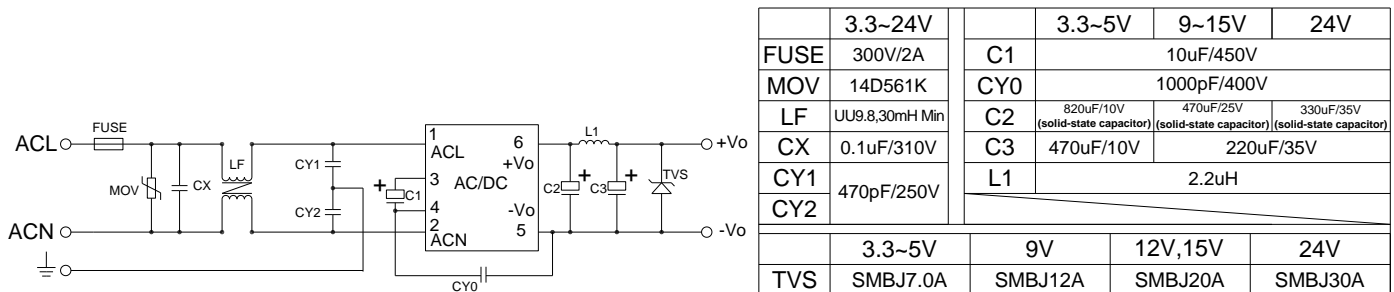 ACL
FUSE
MOV
CX
LF
CY1
CY2
ACN
1
ACL
3
4
2
ACN
AC/DC
6
+Vo
-Vo
5
+
C1
CY0
L1
C2
+
C3
+
TVS
+Vo
-Vo
3.3~24V
FUSE 300V/2A
MOV 14D561K
LF UU9.8,30mH Min
CX 0.1uF/310V
CY1 470pF/250V
CY2
3.3~5V 9~15V 24V
C1 10uF/450V
CY0 1000pF/400V
C2 820uF/10V 470uF/25V 330uF/35V
(solid-state capacitor) (solid-state capacitor) (solid-state capacitor)
C3 470uF/10V 220uF/35V
L1 2.2uH
3.3~5V 9V 12V,15V 24V
TVS SMBJ7.0A SMBJ12A SMBJ20A SMBJ30A